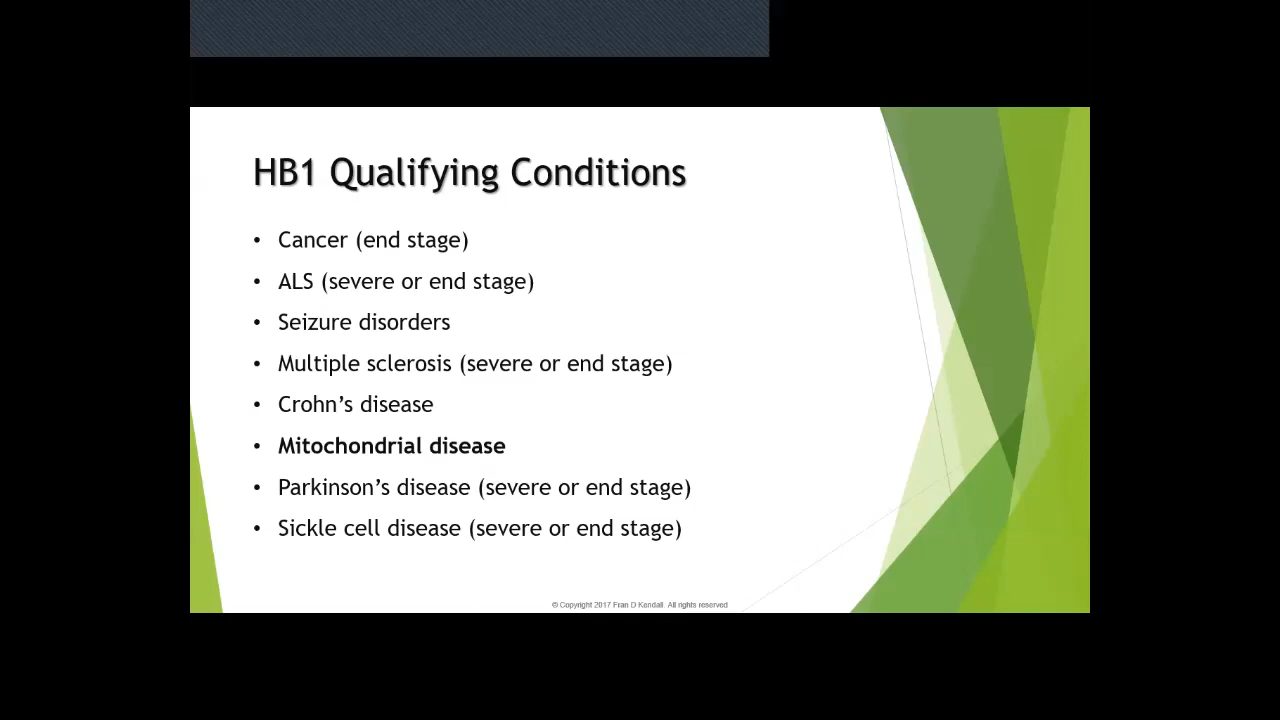 HB1 Qualifying Conditions
• Cancer (end stage)
• ALS (severe or end stage)
• Seizure disorders
• Multiple sclerosis (severe or end stage)
• Crohn’s disease
• Mitochondrial disease
• Parkinson’s disease (severe or end stage)
• Sickle cell disease (severe or end stage)
© Copyright 2017 Fran D Kendall. All rights reserved